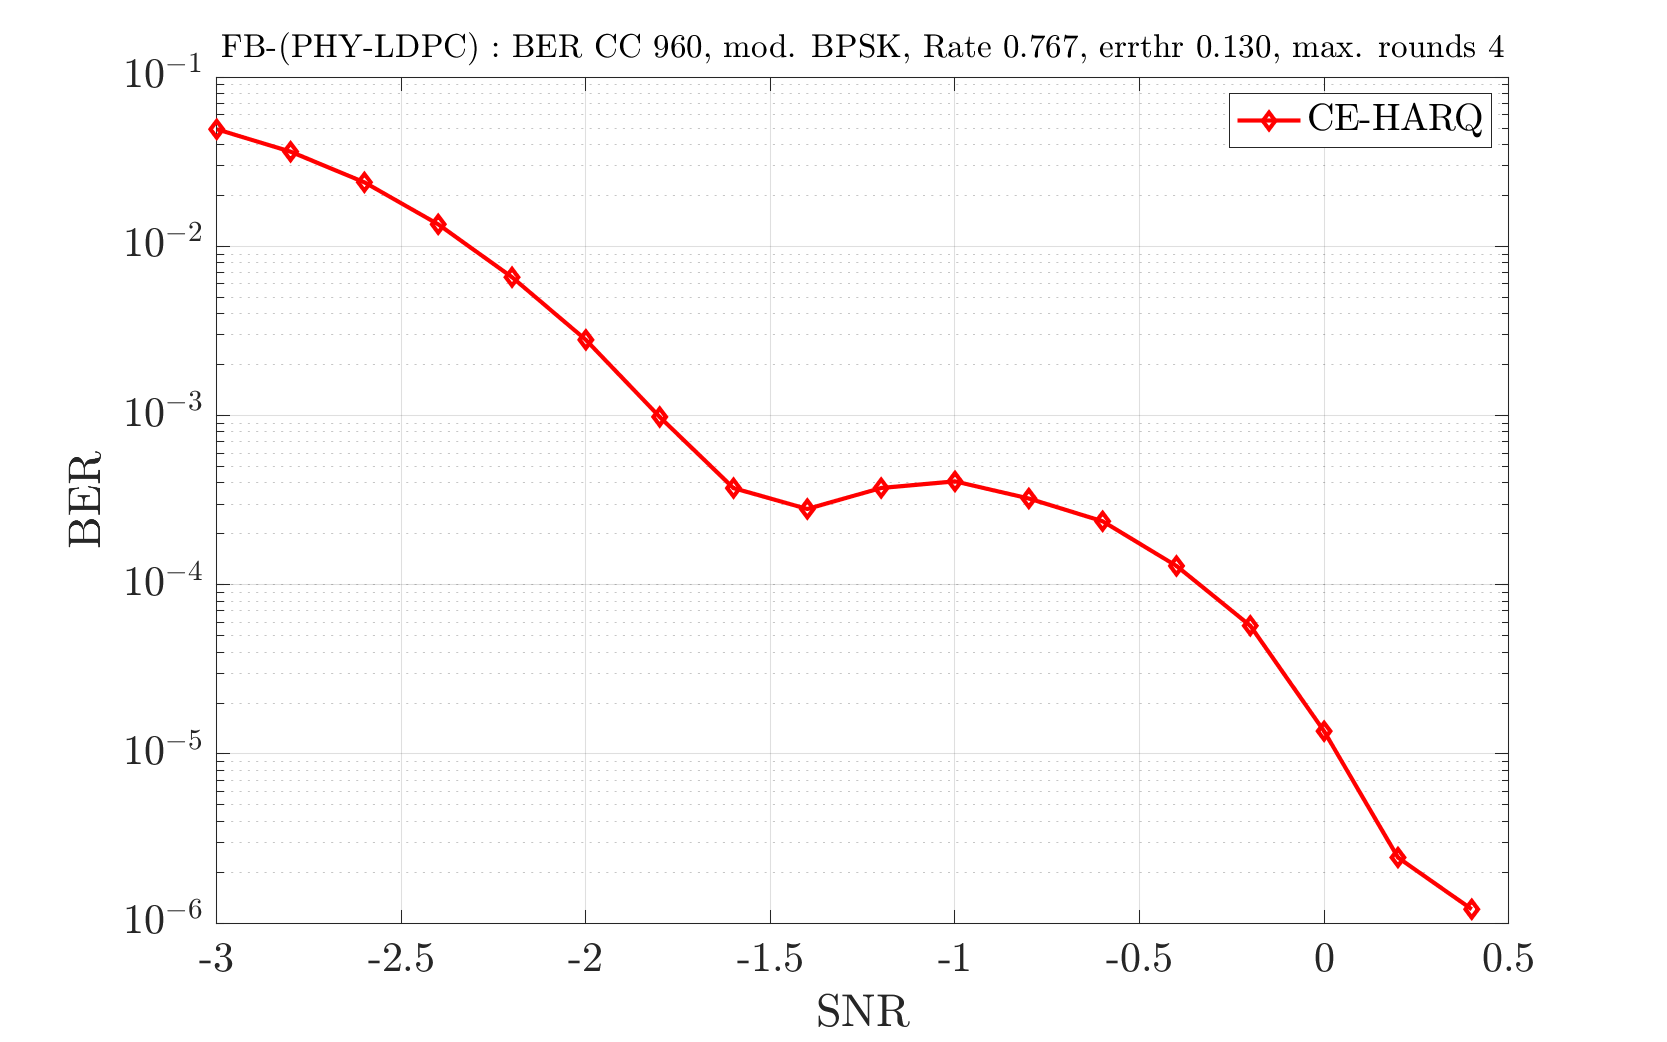 FB-(PHY-LDPC) : BER CC 960, mod. BPSK, Rate 0.767, errthr 0.130, max. rounds 4
CE-HARQ
BER
10⁻¹
10⁻²
10⁻³
10⁻⁴
10⁻⁵
10⁻⁶
-3 -2.5 -2 -1.5 -1 -0.5 0 0.5
SNR